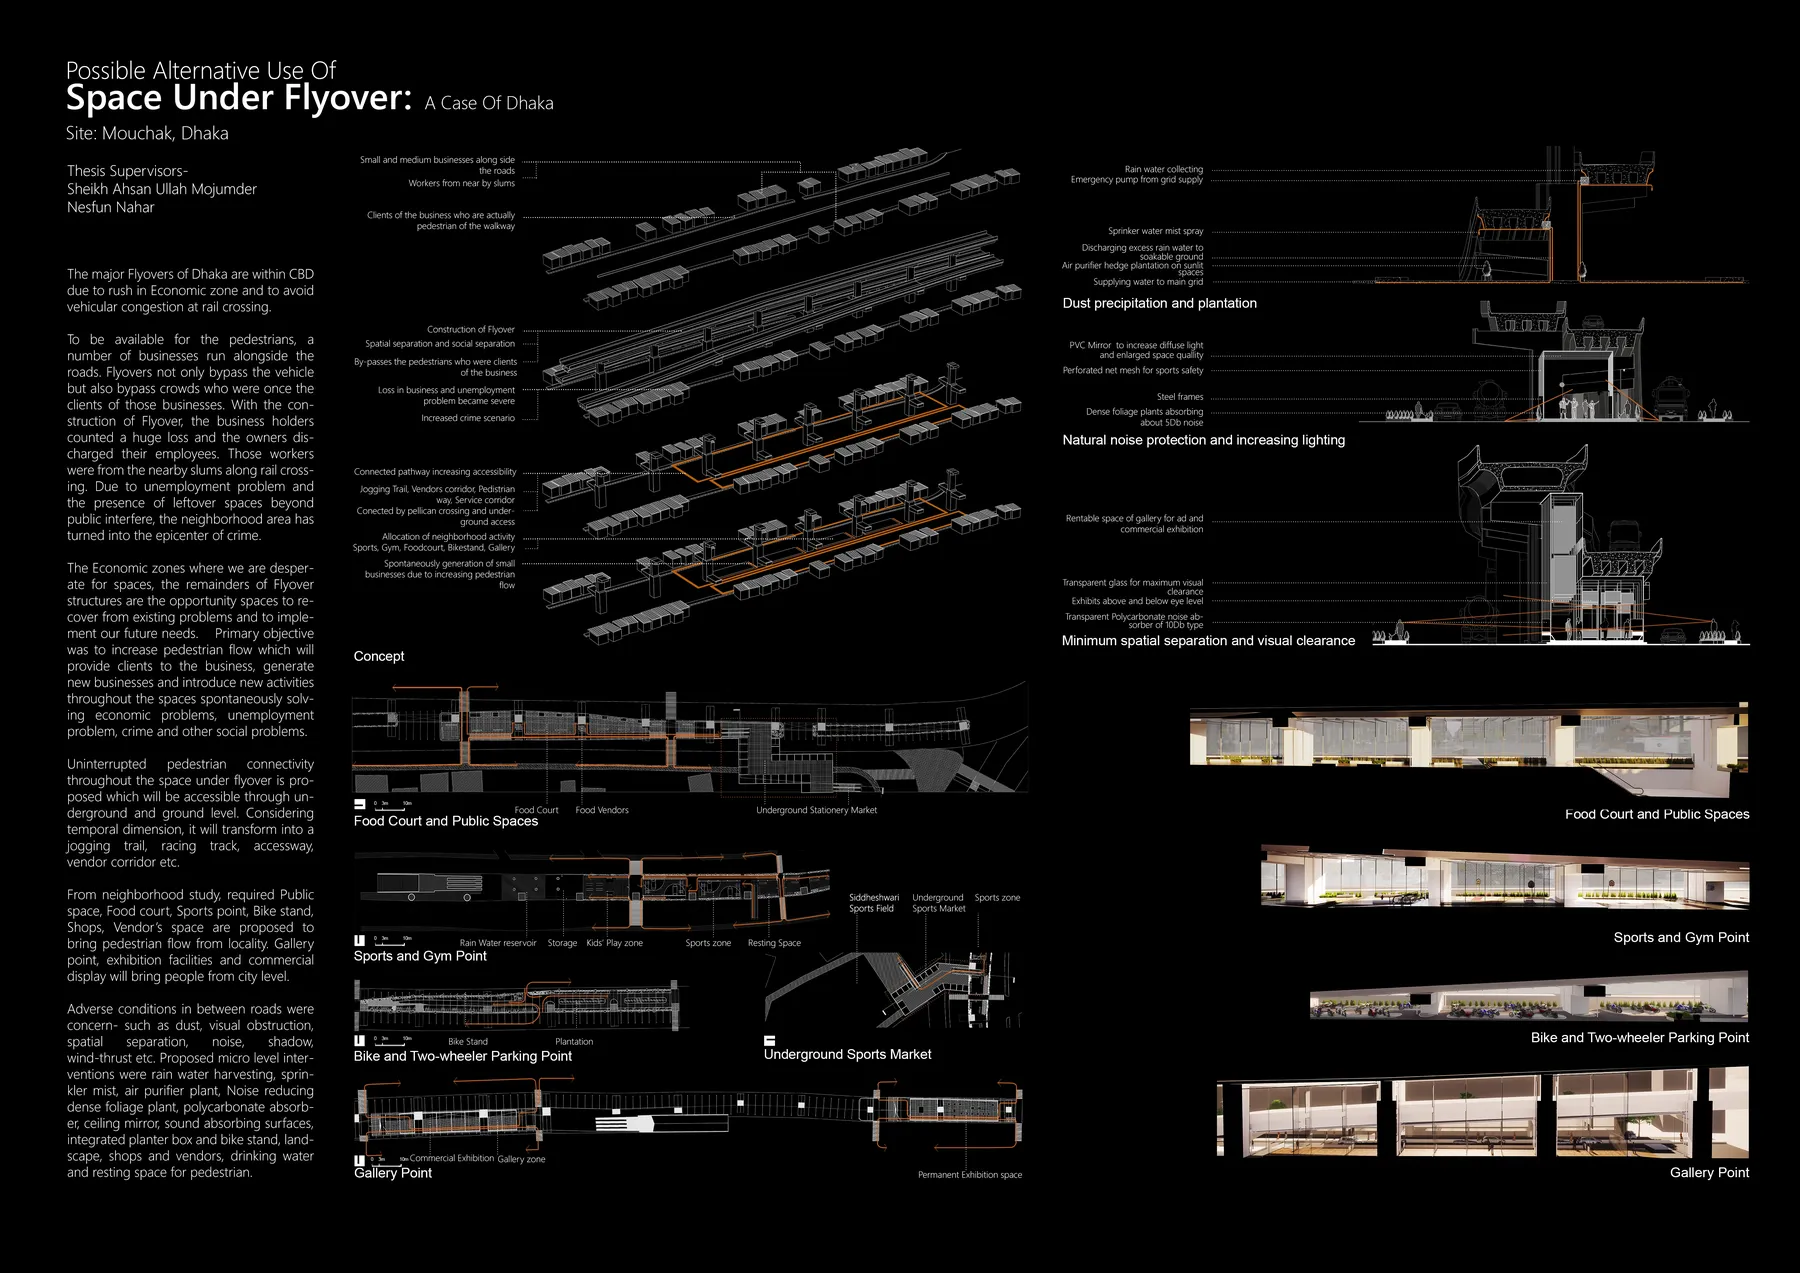 Possible Alternative Use Of
Space Under Flyover: A Case Of Dhaka
Site: Mouchak, Dhaka
Thesis Supervisors-
Sheikh Ahsan Ullah Mojumder
Nesfun Nahar
The major Flyovers of Dhaka are within CBD
due to rush in Economic zone and to avoid
vehicular congestion at rail crossing.
To be available for the pedestrians, a
number of businesses run alongside the
roads. Flyovers not only bypass the vehicle
but also bypass crowds who were once the
clients of those businesses. With the con-
struction of Flyover, the business holders
counted a huge loss and the owners dis-
charged their employees. Those workers
were from the nearby slums along rail cross-
ing. Due to unemployment problem and
the presence of leftover spaces beyond
public interfere, the neighborhood area has
turned into the epicenter of crime.
The Economic zones where we are desper-
ate for spaces, the remainders of Flyover
structures are the opportunity spaces to re-
cover from existing problems and to imple-
ment our future needs. Primary objective
was to increase pedestrian flow which will
provide clients to the business, generate
new businesses and introduce new activities
throughout the spaces spontaneously solv-
ing economic problems, unemployment
problem, crime and other social problems.
Uninterrupted pedestrian connectivity
throughout the space under flyover is pro-
posed which will be accessible through un-
derground and ground level. Considering
temporal dimension, it will transform into a
jogging trail, racing track, accessway,
vendor corridor etc.
From neighborhood study, required Public
space, Food court, Sports point, Bike stand,
Shops, Vendor's space are proposed to
bring pedestrian flow from locality. Gallery
point, exhibition facilities and commercial
display will bring people from city level.
Adverse conditions in between roads were
concern- such as dust, visual obstruction,
spatial separation, noise, shadow,
wind-thrust etc. Proposed micro level inter-
ventions were rain water harvesting, sprin-
kler mist, air purifier plant, Noise reducing
dense foliage plant, polycarbonate absorb-
er, ceiling mirror, sound absorbing surfaces,
integrated planter box and bike stand, land-
scape, shops and vendors, drinking water
and resting space for pedestrian.
Small and medium businesses along side
the roads
Workers from near by slums
Clients of the business who are actually
pedestrian of the walkway
Construction of Flyover
Spatial separation and social separation
By-passes the pedestrians who were clients
of the business
Loss in business and unemployment
problem became severe
Increased crime scenario
Connected pathway increasing accessibility
Jogging Trail, Vendors corridor, Pedistrian
way, Service corridor
Conected by pellican crossing and under-
ground access
Allocation of neighborhood activity
Sports, Gym, Foodcourt, Bikestand, Gallery
Spontaneously generation of small
businesses due to increasing pedestrian
flow
Concept
0 3m 10m
Food Court
Food Vendors
Underground Stationery Market
Food Court and Public Spaces
0 3m 10m
Rain Water reservoir
Storage
Kids' Play zone
Sports zone
Resting Space
Sports and Gym Point
Siddheshwari
Sports Field
Underground
Sports Market
Sports zone
Underground Sports Market
0 3m 10m
Bike Stand
Plantation
Bike and Two-wheeler Parking Point
0 3m 10m
Commercial Exhibition
Gallery zone
Permanent Exhibition space
Gallery Point
Rain water collecting
Emergency pump from grid supply
Sprinker water mist spray
Discharging excess rain water to
soakable ground
Air purifier hedge plantation on sunlit
spaces
Supplying water to main grid
Dust precipitation and plantation
PVC Mirror to increase diffuse light
and enlarged space quallity
Perforated net mesh for sports safety
Steel frames
Dense foliage plants absorbing
about 5Db noise
Natural noise protection and increasing lighting
Rentable space of gallery for ad and
commercial exhibition
Transparent glass for maximum visual
clearance
Exhibits above and below eye level
Transparent Polycarbonate noise ab-
sorber of 10Db type
Minimum spatial separation and visual clearance
Food Court and Public Spaces
Sports and Gym Point
Bike and Two-wheeler Parking Point
Gallery Point